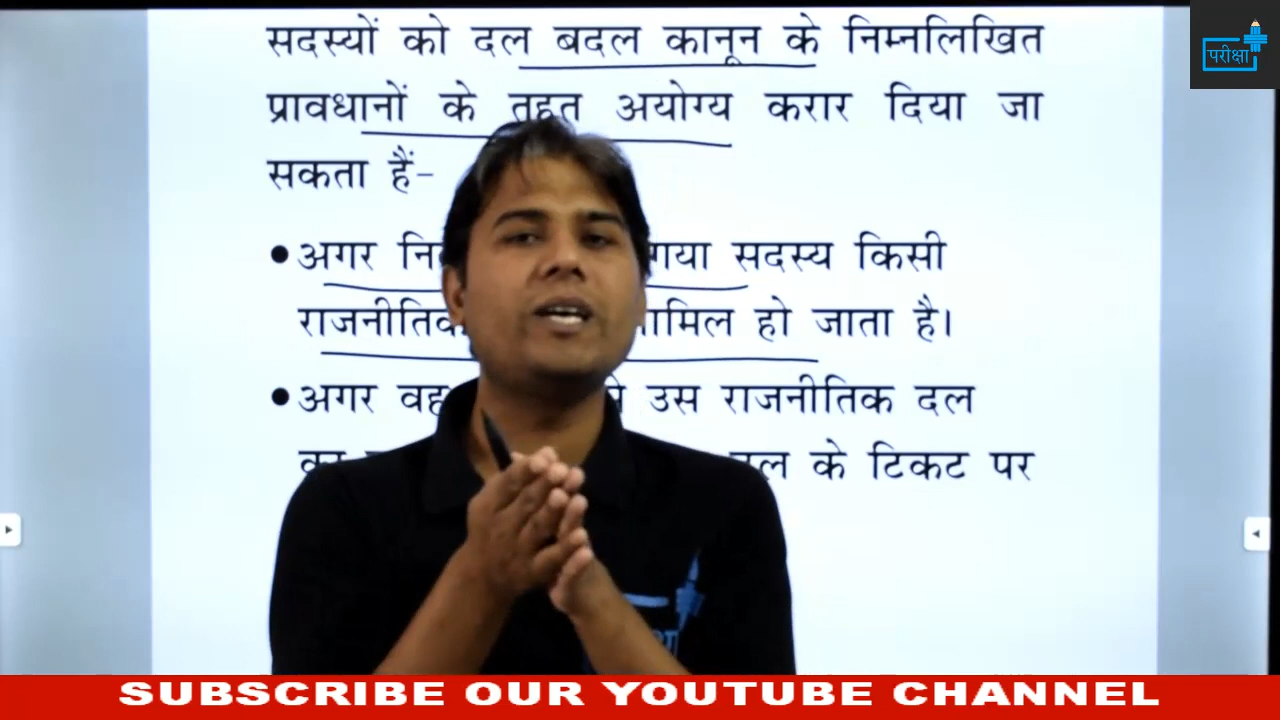 सदस्यों को दल बदल कानून के निम्नलिखित
परीक्षा
प्रावधानों के तहत अयोग्य करार दिया जा
सकता हैं-
•अगर गया सदस्य किसी
राजनीतिक हो जाता है।
•अगर वह उस राजनीतिक दल
के टिकट पर
SUBSCRIBE OUR YOUTUBE CHANNEL